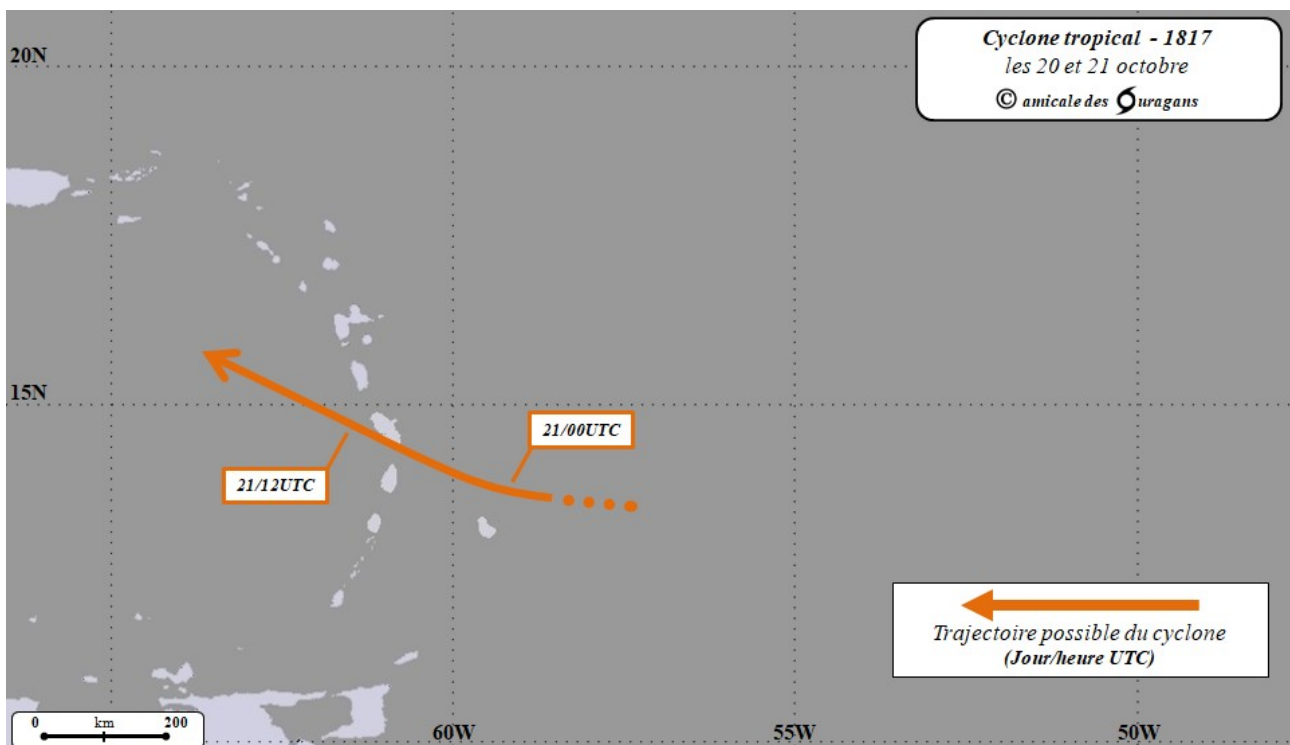 20N
Cyclone tropical - 1817
les 20 et 21 octobre
© amicale des Ouragans
15N
21/00UTC
21/12UTC
Trajectoire possible du cyclone
(Jour/heure UTC)
0 km 200
60W 55W 50W